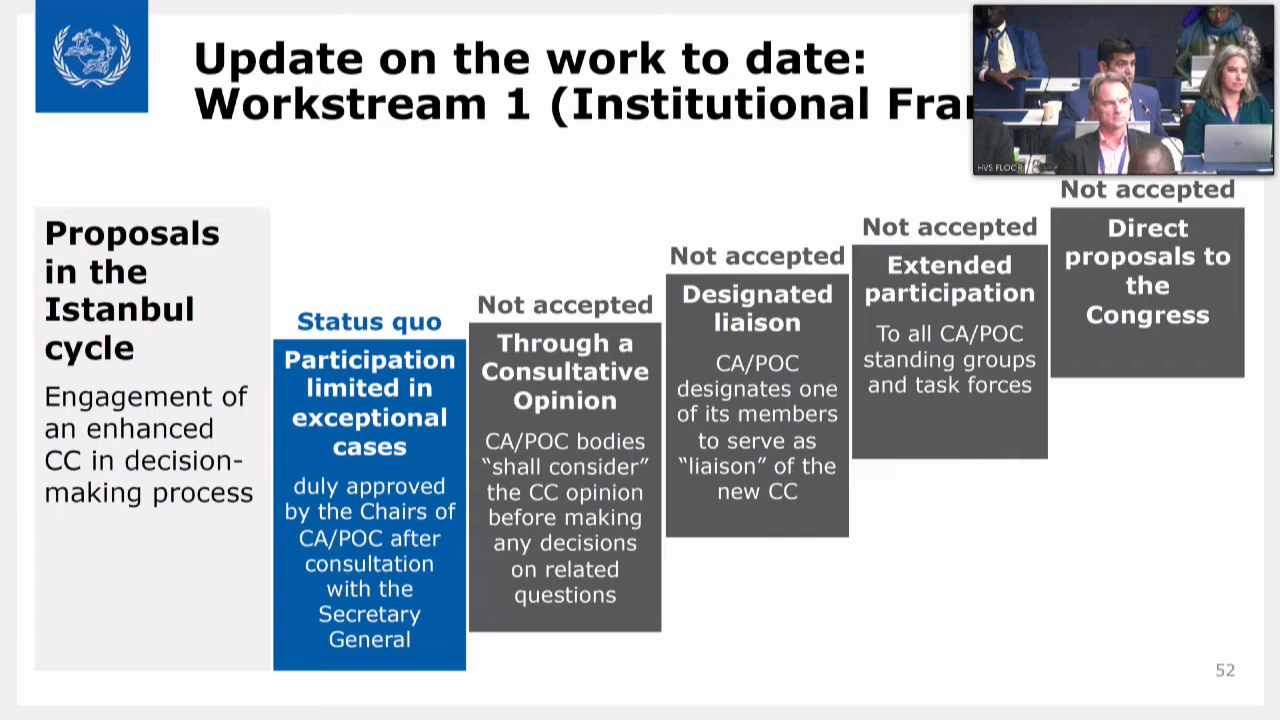 Update on the work to date:
Workstream 1 (Institutional Fra
HVS FLOOR
Proposals
in the
Istanbul
cycle
Engagement of
an enhanced
CC in decision-
making process
Status quo
Participation
limited in
exceptional
cases
duly approved
by the Chairs of
CA/POC after
consultation
with the
Secretary
General
Not accepted
Through a
Consultative
Opinion
CA/POC bodies
“shall consider”
the CC opinion
before making
any decisions
on related
questions
Not accepted
Designated
liaison
CA/POC
designates one
of its members
to serve as
“liaison” of the
new CC
Not accepted
Extended
participation
To all CA/POC
standing groups
and task forces
Not accepted
Direct
proposals to
the
Congress
52